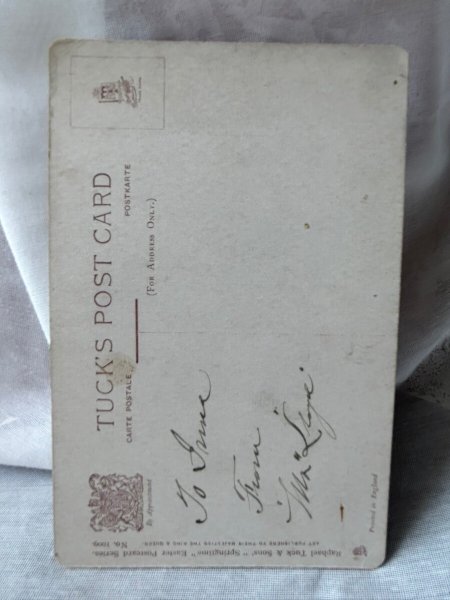 TUCK'S POST CARD
CARTE POSTALE
POSTKARTE
(FOR ADDRESS ONLY.)
By Appointment
To
From
Raphael Tuck & Sons' "Springtime" Easter Postcard Series. No. 1009.
ART PUBLISHERS TO THEIR MAJESTIES THE KING & QUEEN.
Printed in England